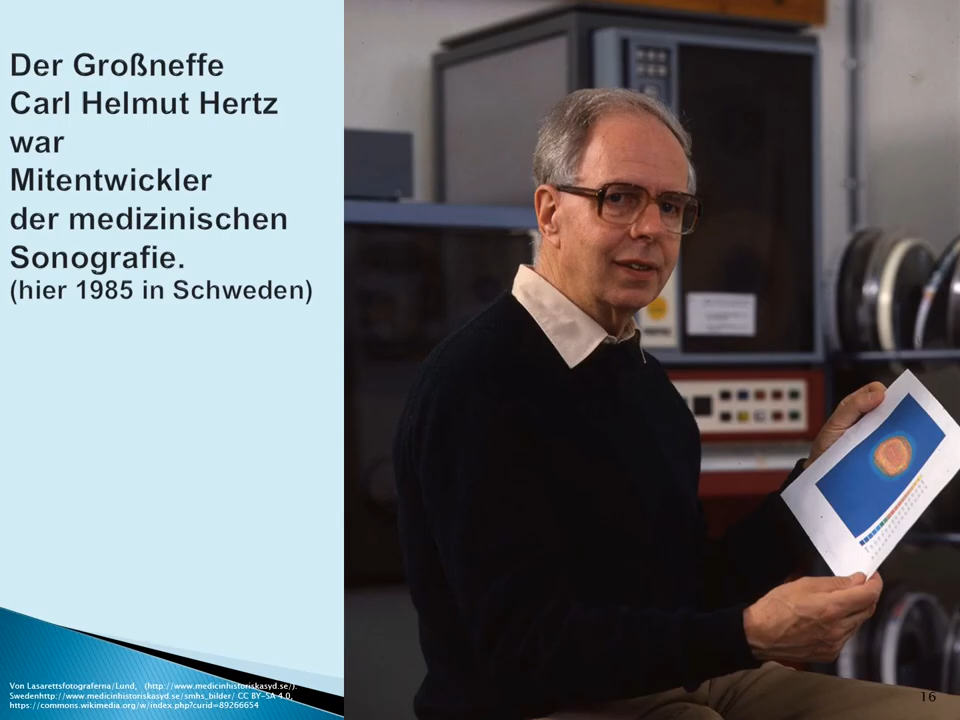 Der Großneffe
Carl Helmut Hertz
war
Mitentwickler
der medizinischen
Sonografie.
(hier 1985 in Schweden)
Von Lasarettsfotograferna/Lund, (http://www.medicinhistoriskasyd.se/).
Swedenhttp://www.medicinhistoriskasyd.se/smhs_bilder/ CC BY-SA 4.0,
https://commons.wikimedia.org/w/index.php?curid=89266654
16